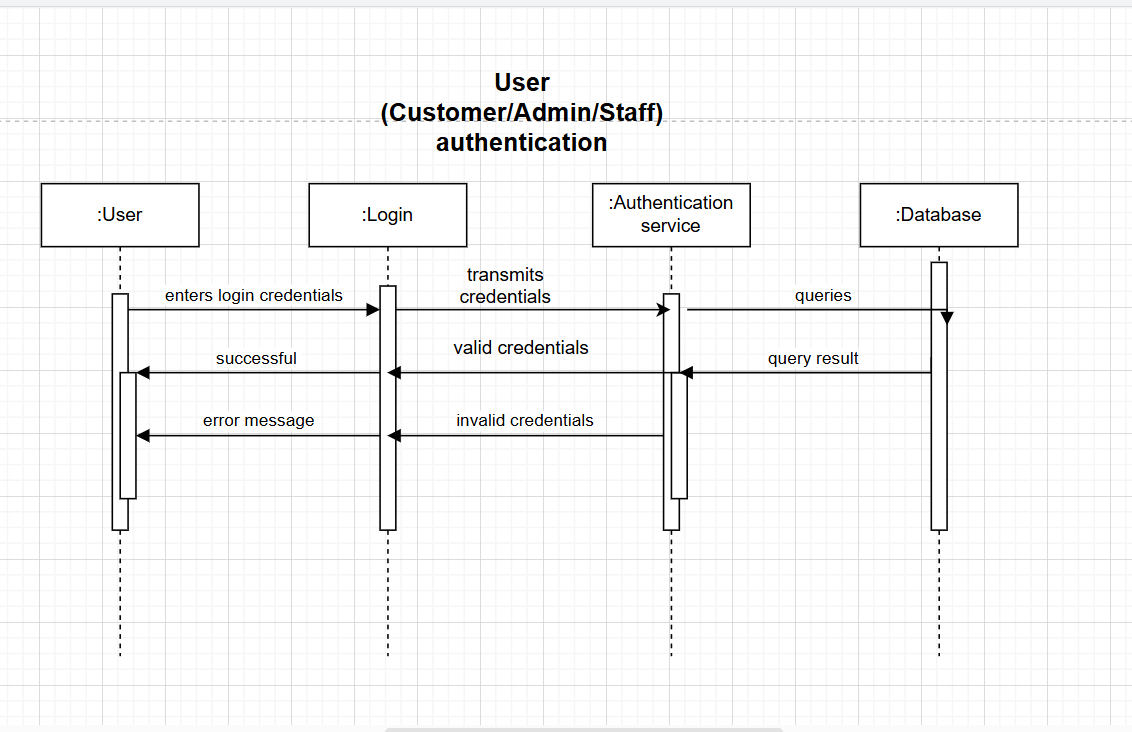 User
(Customer/Admin/Staff)
authentication
:User
:Login
:Authentication
service
:Database
enters login credentials
transmits
credentials
queries
successful
valid credentials
query result
error message
invalid credentials